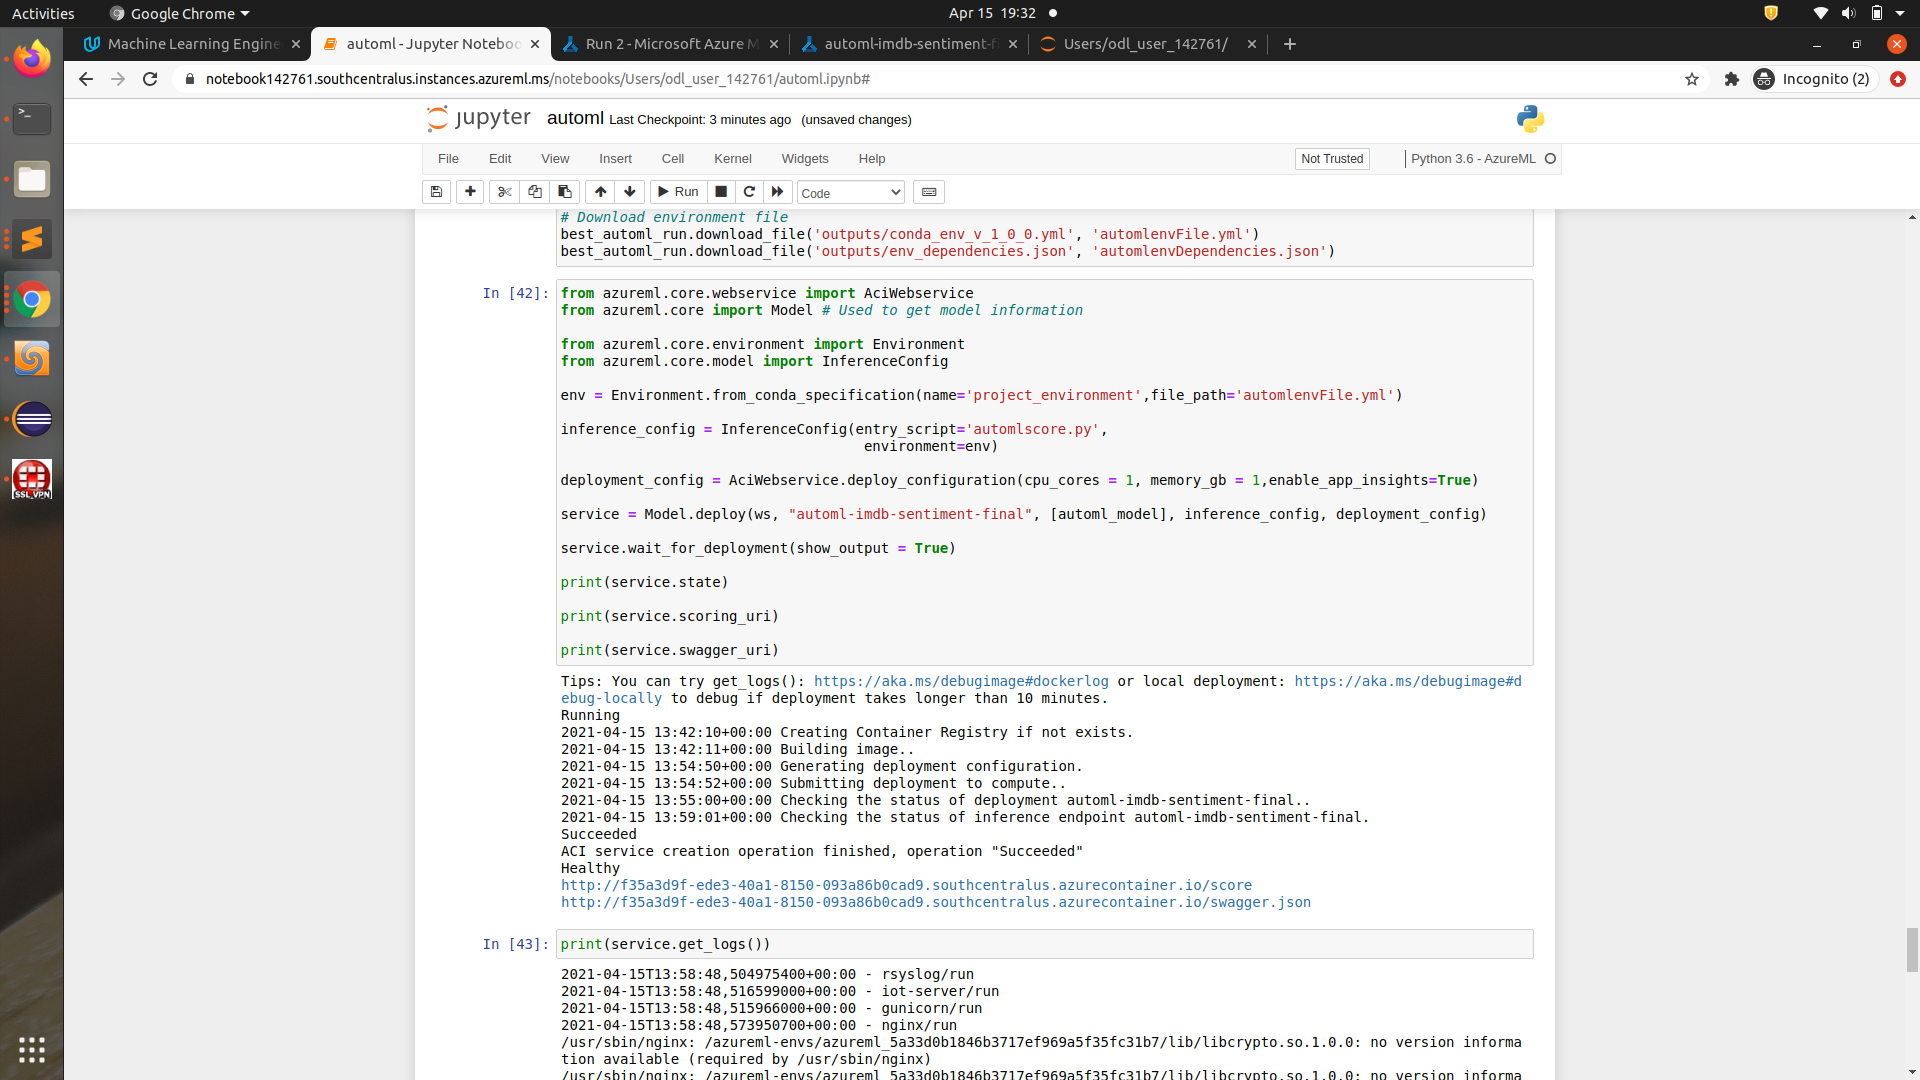 Activities
Google Chrome
Apr 15 19:32
Machine Learning Engine
automl - Jupyter Notebo
Run 2 - Microsoft Azure M
automl-imdb-sentiment-f
Users/odl_user_142761/
notebook142761.southcentralus.instances.azureml.ms/notebooks/Users/odl_user_142761/automl.ipynb#
Incognito (2)
jupyter
automl Last Checkpoint: 3 minutes ago (unsaved changes)
File Edit View Insert Cell Kernel Widgets Help
Not Trusted
Python 3.6 - AzureML
Run
Code
# Download environment file
best_automl_run.download_file('outputs/conda_env_v_1_0_0.yml', 'automlenvFile.yml')
best_automl_run.download_file('outputs/env_dependencies.json', 'automlenvDependencies.json')
In [42]:
from azureml.core.webservice import AciWebservice
from azureml.core import Model # Used to get model information
from azureml.core.environment import Environment
from azureml.core.model import InferenceConfig
env = Environment.from_conda_specification(name='project_environment',file_path='automlenvFile.yml')
inference_config = InferenceConfig(entry_script='automlscore.py',
environment=env)
deployment_config = AciWebservice.deploy_configuration(cpu_cores = 1, memory_gb = 1,enable_app_insights=True)
service = Model.deploy(ws, "automl-imdb-sentiment-final", [automl_model], inference_config, deployment_config)
service.wait_for_deployment(show_output = True)
print(service.state)
print(service.scoring_uri)
print(service.swagger_uri)
Tips: You can try get_logs(): https://aka.ms/debugimage#dockerlog or local deployment: https://aka.ms/debugimage#d
ebug-locally to debug if deployment takes longer than 10 minutes.
Running
2021-04-15 13:42:10+00:00 Creating Container Registry if not exists.
2021-04-15 13:42:11+00:00 Building image..
2021-04-15 13:54:50+00:00 Generating deployment configuration.
2021-04-15 13:54:52+00:00 Submitting deployment to compute..
2021-04-15 13:55:00+00:00 Checking the status of deployment automl-imdb-sentiment-final..
2021-04-15 13:59:01+00:00 Checking the status of inference endpoint automl-imdb-sentiment-final.
Succeeded
ACI service creation operation finished, operation "Succeeded"
Healthy
http://f35a3d9f-ede3-40a1-8150-093a86b0cad9.southcentralus.azurecontainer.io/score
http://f35a3d9f-ede3-40a1-8150-093a86b0cad9.southcentralus.azurecontainer.io/swagger.json
In [43]:
print(service.get_logs())
2021-04-15T13:58:48,504975400+00:00 - rsyslog/run
2021-04-15T13:58:48,516599000+00:00 - iot-server/run
2021-04-15T13:58:48,515966000+00:00 - gunicorn/run
2021-04-15T13:58:48,573950700+00:00 - nginx/run
/usr/sbin/nginx: /azureml-envs/azureml_5a33d0b1846b3717ef969a5f35fc31b7/lib/libcrypto.so.1.0.0: no version informa
tion available (required by /usr/sbin/nginx)
/usr/sbin/nginx: /azureml-envs/azureml_5a33d0b1846b3717ef969a5f35fc31b7/lib/libcrypto.so.1.0.0: no version informa
SSL VPN